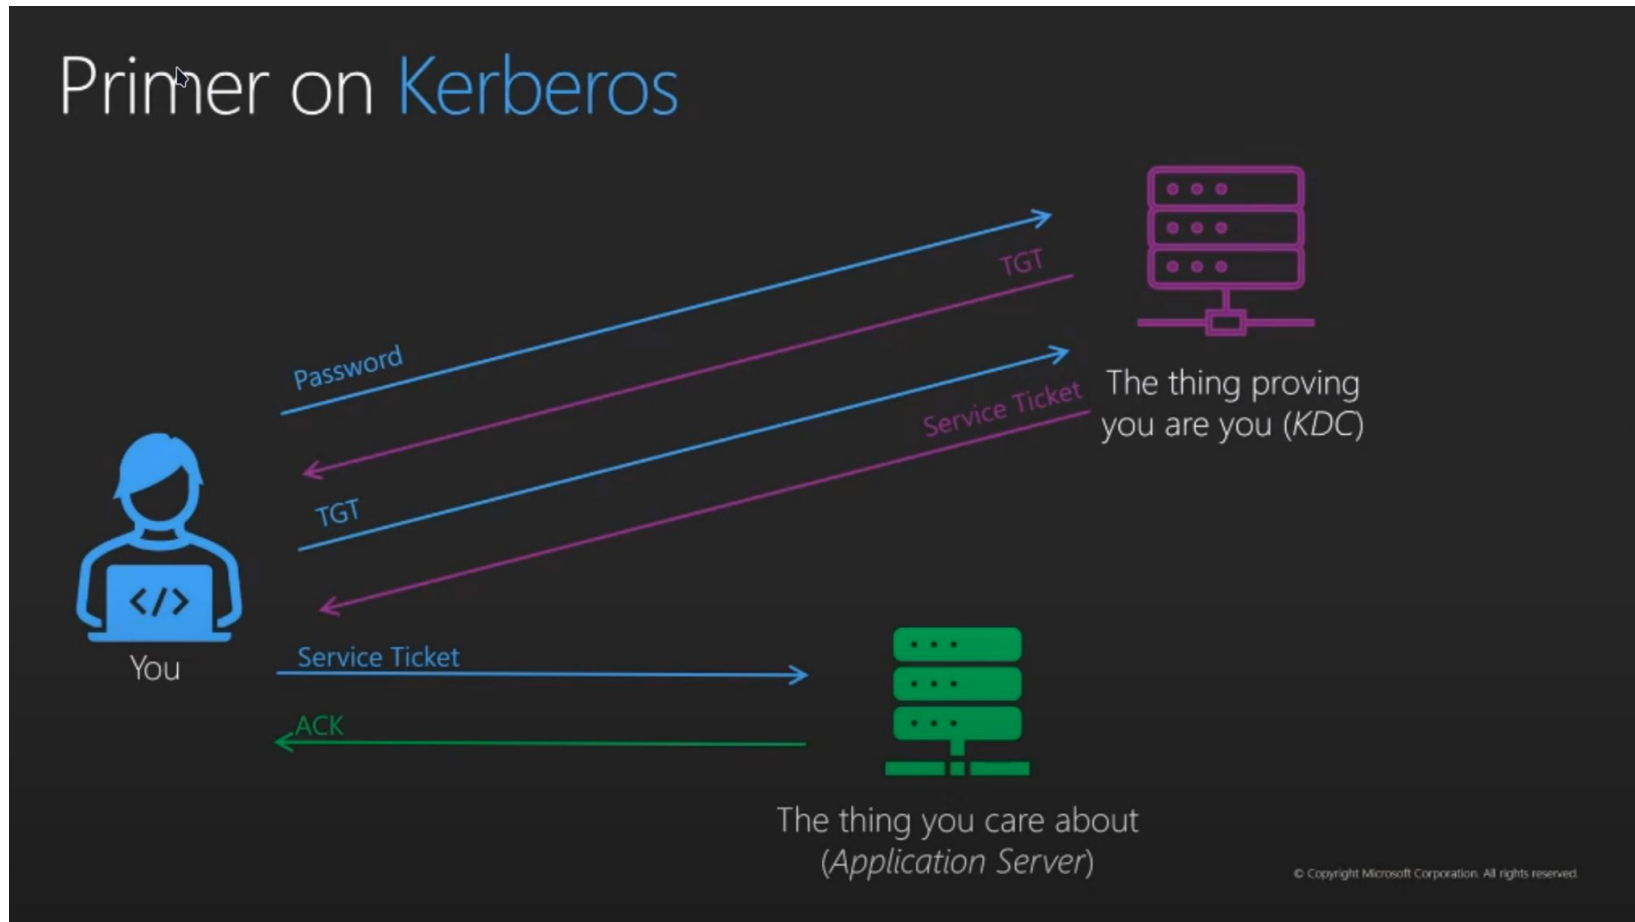 Primer on Kerberos
TGT
Password
The thing proving
you are you (KDC)
Service Ticket
TGT
</>
You
Service Ticket
ACK
The thing you care about
(Application Server)
© Copyright Microsoft Corporation. All rights reserved.